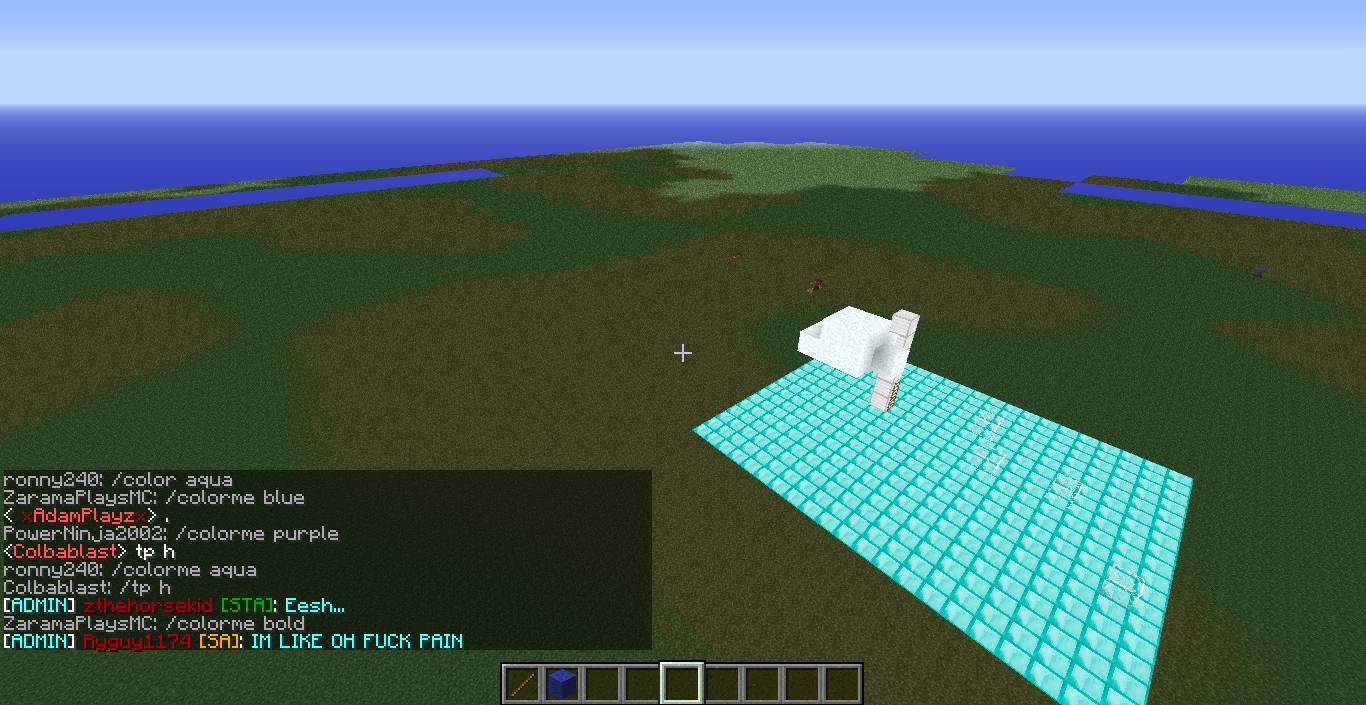 ronny240: /color aqua
ZaramaPlaysMC: /colorme blue
< xAdamPlayzx> .
PowerNinja2002: /colorme purple
<Colbablast> tp h
ronny240: /colorme aqua
Colbablast: /tp h
[ADMIN] zthehorsekid [STA]: Eesh...
ZaramaPlaysMC: /colorme bold
[ADMIN] Ryguy1174 [SA]: IM LIKE OH FUCK PAIN